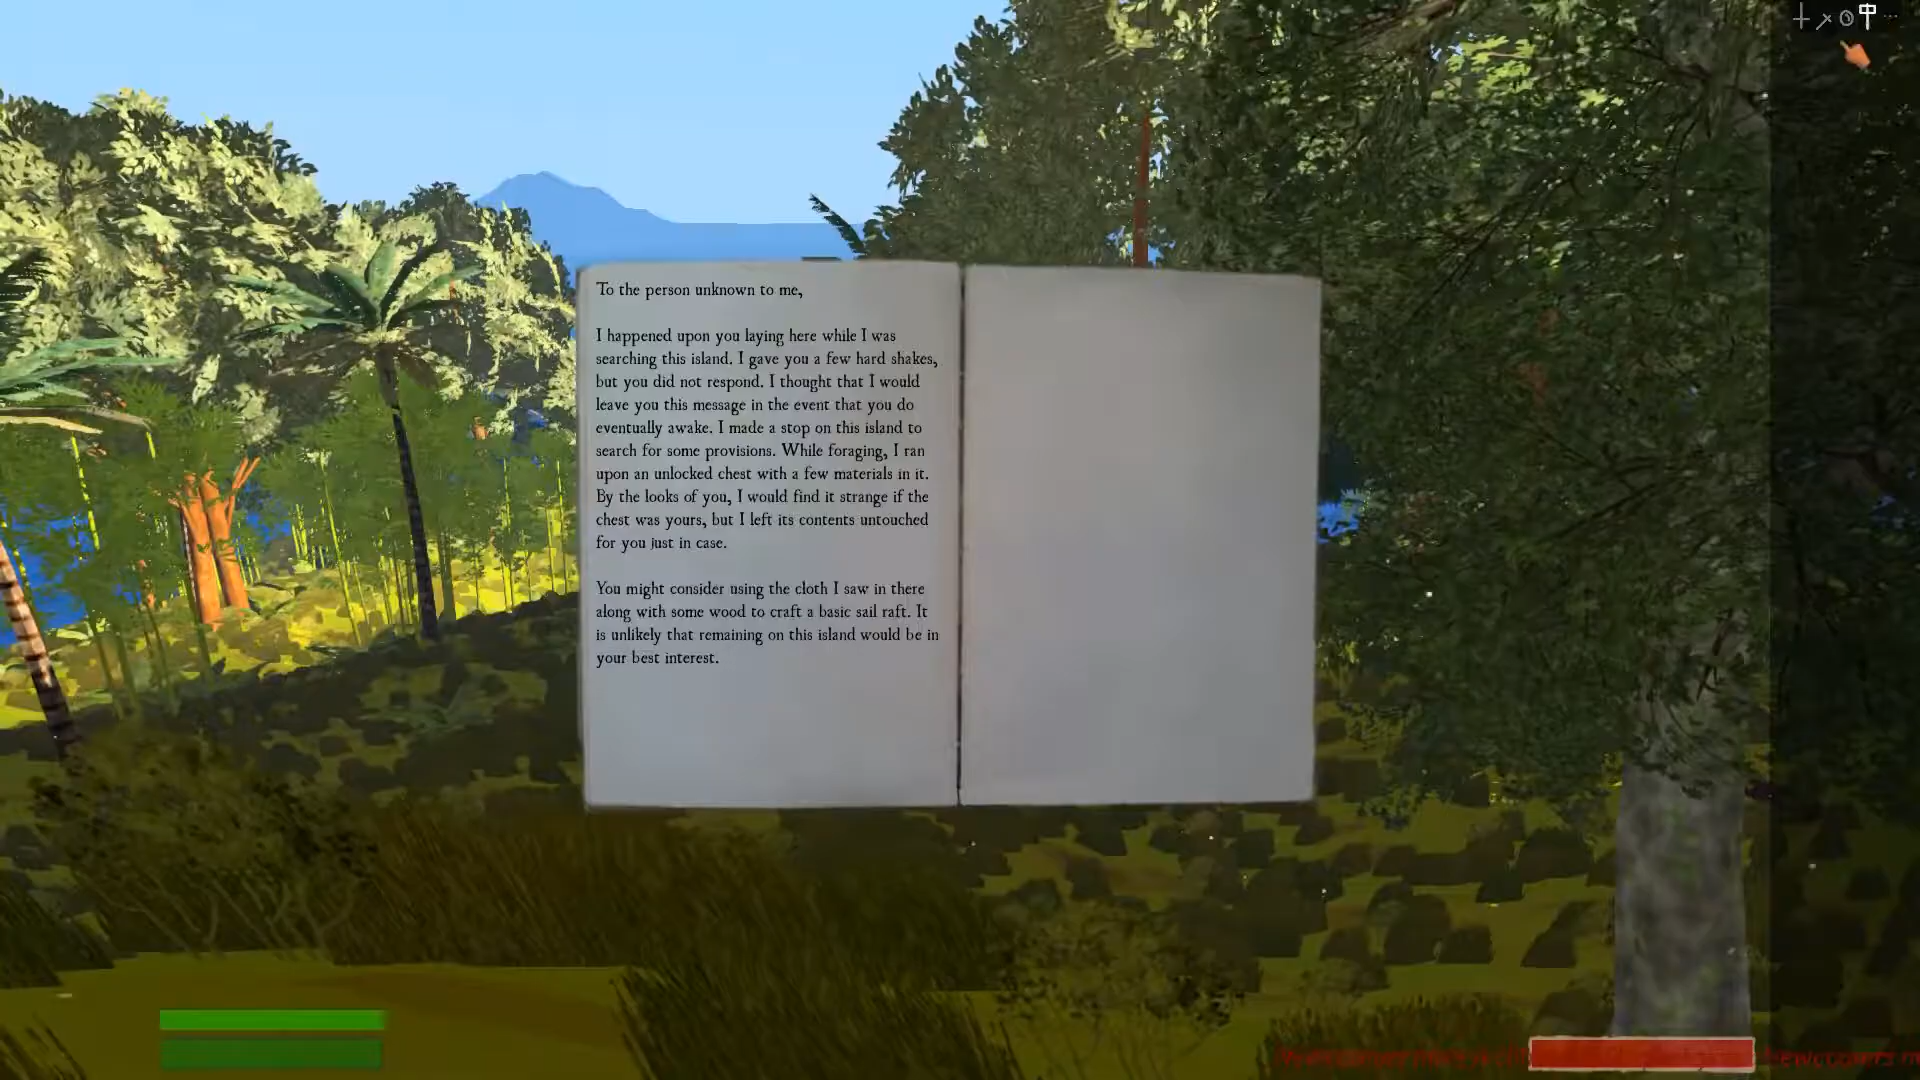 To the person unknown to me,
I happened upon you laying here while I was
searching this island. I gave you a few hard shakes,
but you did not respond. I thought that I would
leave you this message in the event that you do
eventually awake. I made a stop on this island to
search for some provisions. While foraging, I ran
upon an unlocked chest with a few materials in it.
By the looks of you, I would find it strange if the
chest was yours, but I left its contents untouched
for you just in case.
You might consider using the cloth I saw in there
along with some wood to craft a basic sail raft. It
is unlikely that remaining on this island would be in
your best interest.